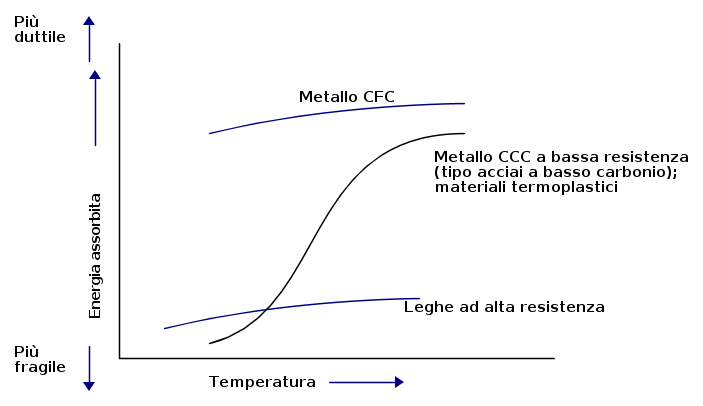 Più
duttile
Metallo CFC
Metallo CCC a bassa resistenza
(tipo acciai a basso carbonio);
materiali termoplastici
Energia assorbita
Leghe ad alta resistenza
Più
fragile
Temperatura